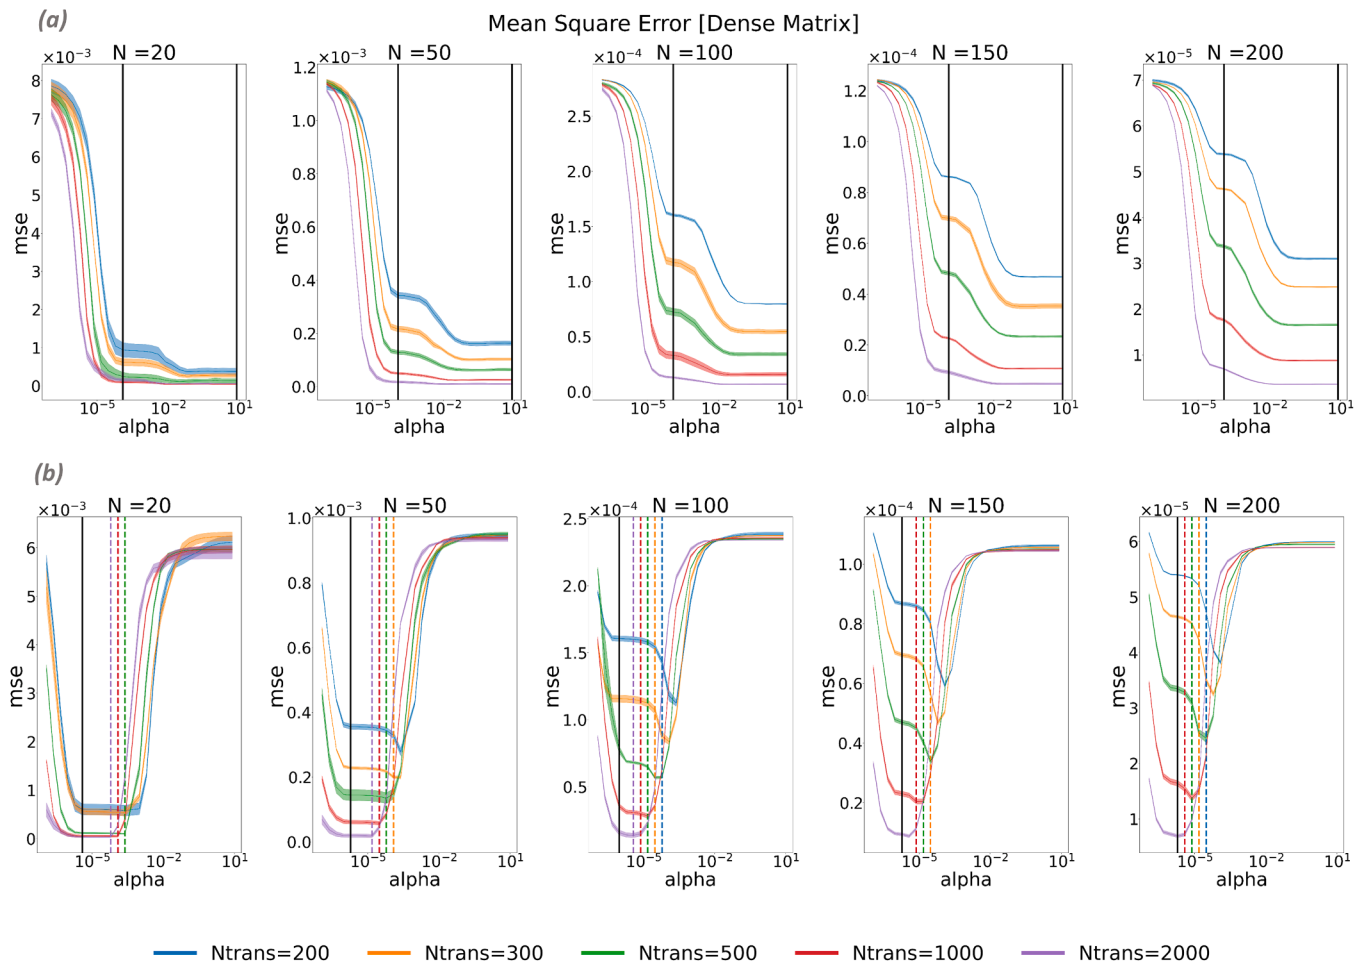 (a)
Mean Square Error [Dense Matrix]
×10⁻³ N =20
8
7
6
5
4
3
2
1
0
mse
10⁻⁵ 10⁻² 10¹
alpha
×10⁻³ N =50
1.2
1.0
0.8
0.6
0.4
0.2
0.0
mse
10⁻⁵ 10⁻² 10¹
alpha
×10⁻⁴ N =100
2.5
2.0
1.5
1.0
0.5
0.0
mse
10⁻⁵ 10⁻² 10¹
alpha
×10⁻⁴ N =150
1.2
1.0
0.8
0.6
0.4
0.2
0.0
mse
10⁻⁵ 10⁻² 10¹
alpha
×10⁻⁵ N =200
7
6
5
4
3
2
1
mse
10⁻⁵ 10⁻² 10¹
alpha
(b)
×10⁻³ N =20
6
5
4
3
2
1
0
mse
10⁻⁵ 10⁻² 10¹
alpha
×10⁻³ N =50
1.0
0.8
0.6
0.4
0.2
0.0
mse
10⁻⁵ 10⁻² 10¹
alpha
×10⁻⁴ N =100
2.5
2.0
1.5
1.0
0.5
mse
10⁻⁵ 10⁻² 10¹
alpha
×10⁻⁴ N =150
1.0
0.8
0.6
0.4
0.2
mse
10⁻⁵ 10⁻² 10¹
alpha
×10⁻⁵ N =200
6
5
4
3
2
1
mse
10⁻⁵ 10⁻² 10¹
alpha
Ntrans=200 Ntrans=300 Ntrans=500 Ntrans=1000 Ntrans=2000